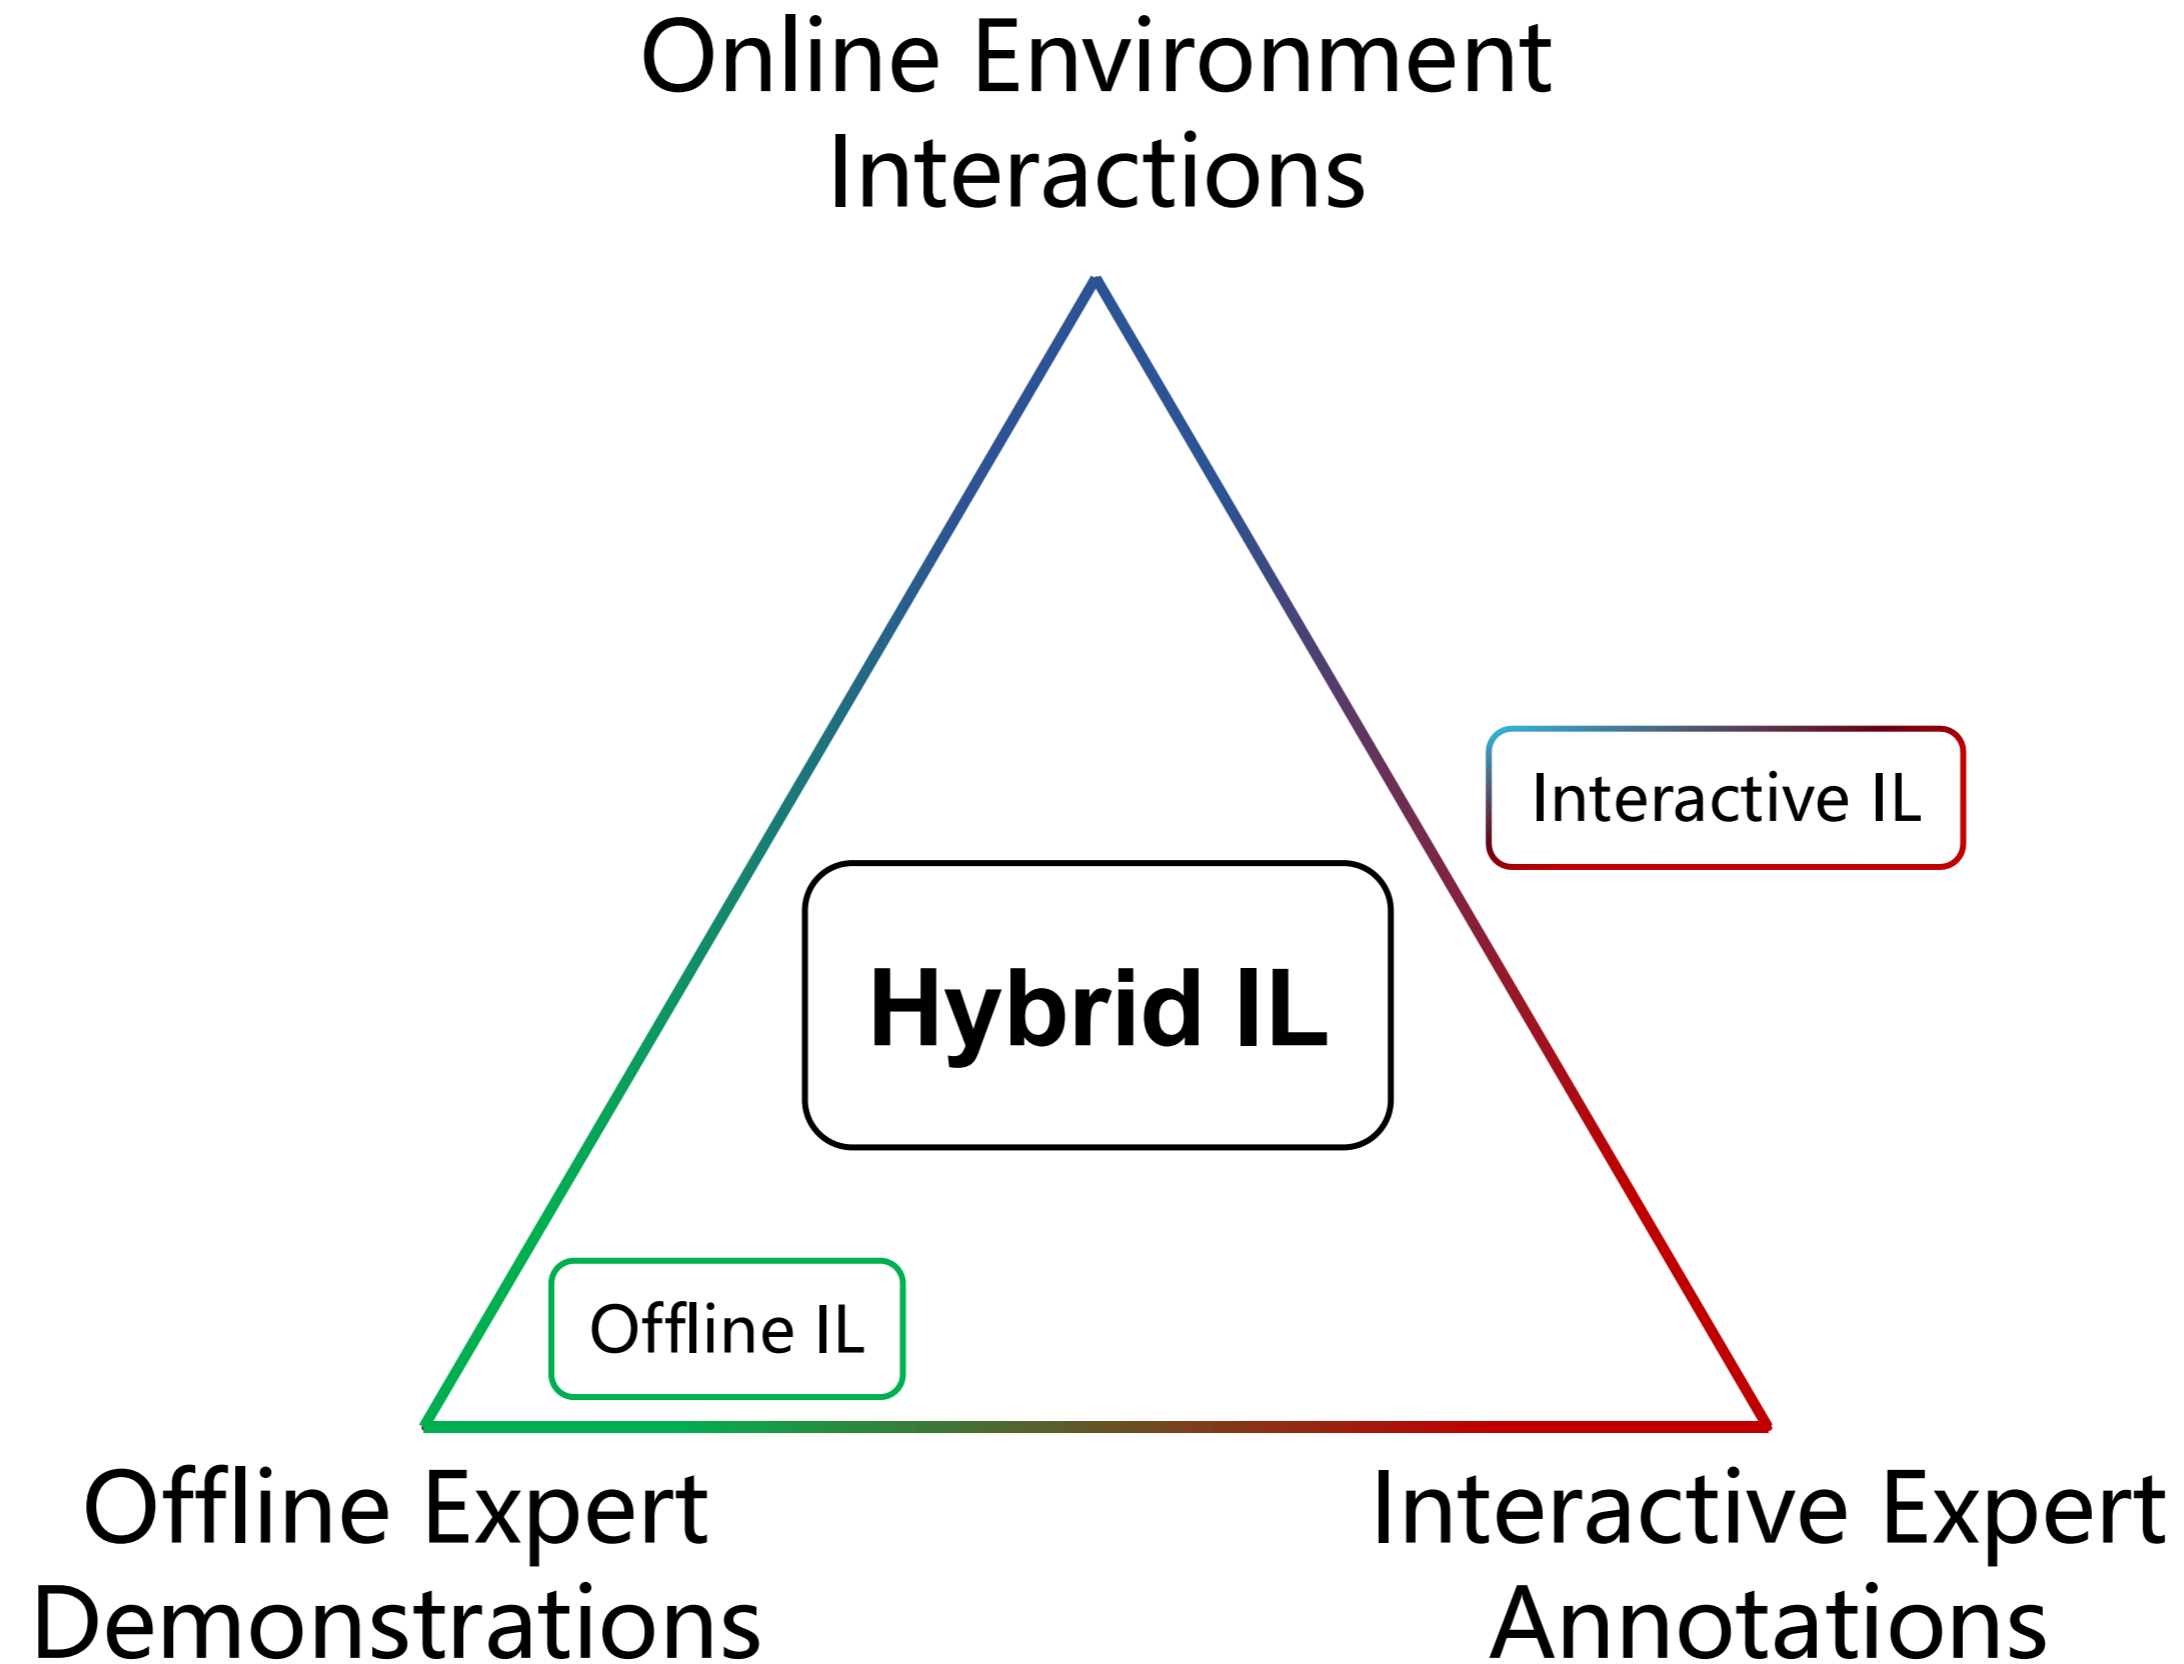 Online Environment
Interactions
Interactive IL
Hybrid IL
Offline IL
Offline Expert
Demonstrations
Interactive Expert
Annotations